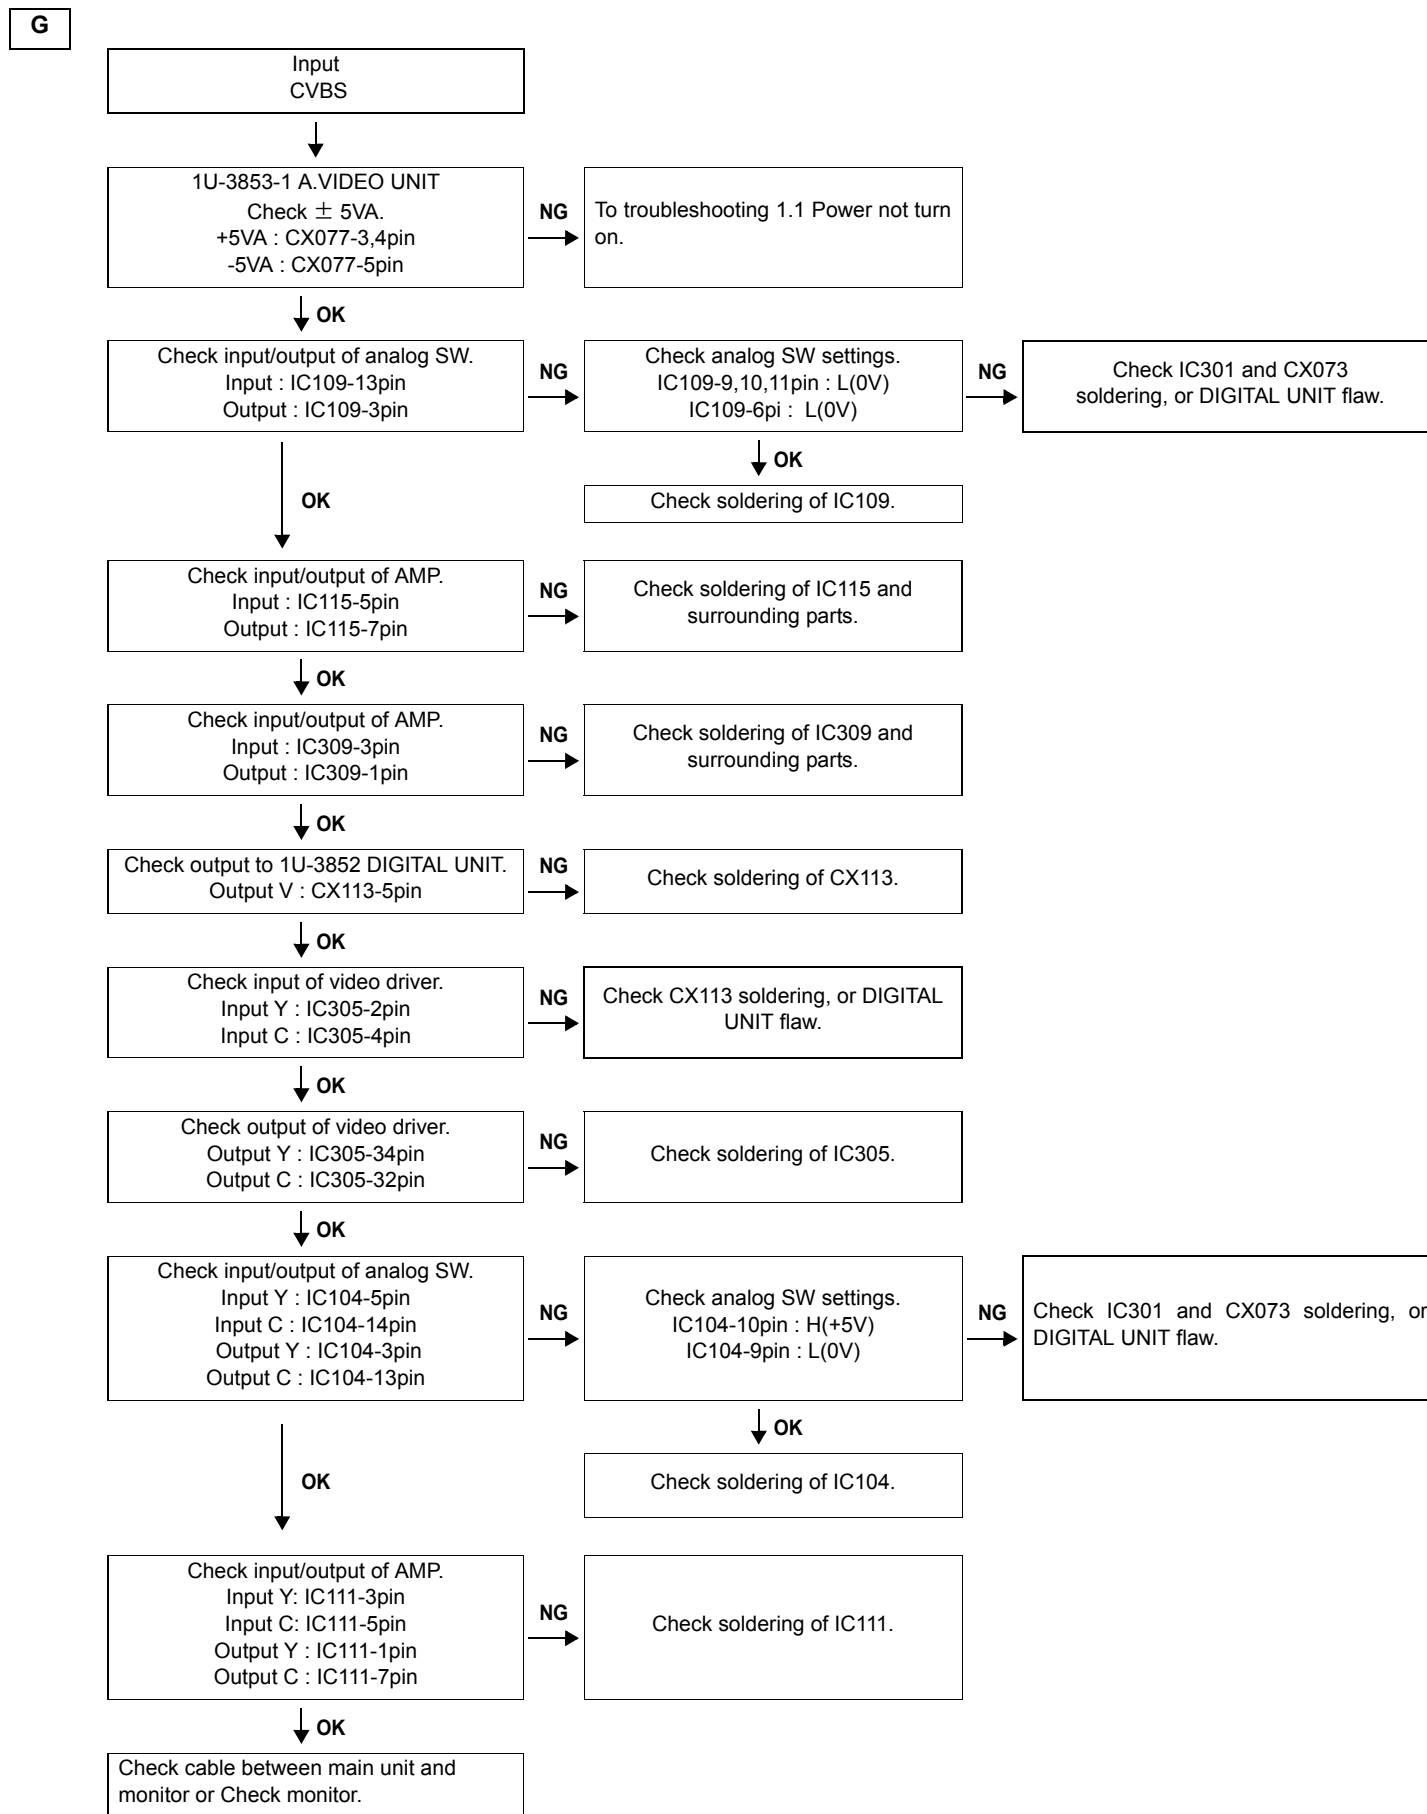 G
Input
CVBS
1U-3853-1 A.VIDEO UNIT
Check ± 5VA.
+5VA : CX077-3,4pin
-5VA : CX077-5pin
NG
To troubleshooting 1.1 Power not turn
on.
OK
Check input/output of analog SW.
Input : IC109-13pin
Output : IC109-3pin
NG
Check analog SW settings.
IC109-9,10,11pin : L(0V)
IC109-6pi :  L(0V)
NG
Check IC301 and CX073
soldering, or DIGITAL UNIT flaw.
OK
Check soldering of IC109.
OK
Check input/output of AMP.
Input : IC115-5pin
Output : IC115-7pin
NG
Check soldering of IC115 and
surrounding parts.
OK
Check input/output of AMP.
Input : IC309-3pin
Output : IC309-1pin
NG
Check soldering of IC309 and
surrounding parts.
OK
Check output to 1U-3852 DIGITAL UNIT.
Output V : CX113-5pin
NG
Check soldering of CX113.
OK
Check input of video driver.
Input Y : IC305-2pin
Input C : IC305-4pin
NG
Check CX113 soldering, or DIGITAL
UNIT flaw.
OK
Check output of video driver.
Output Y : IC305-34pin
Output C : IC305-32pin
NG
Check soldering of IC305.
OK
Check input/output of analog SW.
Input Y : IC104-5pin
Input C : IC104-14pin
Output Y : IC104-3pin
Output C : IC104-13pin
NG
Check analog SW settings.
IC104-10pin : H(+5V)
IC104-9pin : L(0V)
NG
Check IC301 and CX073 soldering, or
DIGITAL UNIT flaw.
OK
Check soldering of IC104.
OK
Check input/output of AMP.
Input Y: IC111-3pin
Input C: IC111-5pin
Output Y : IC111-1pin
Output C : IC111-7pin
NG
Check soldering of IC111.
OK
Check cable between main unit and
monitor or Check monitor.